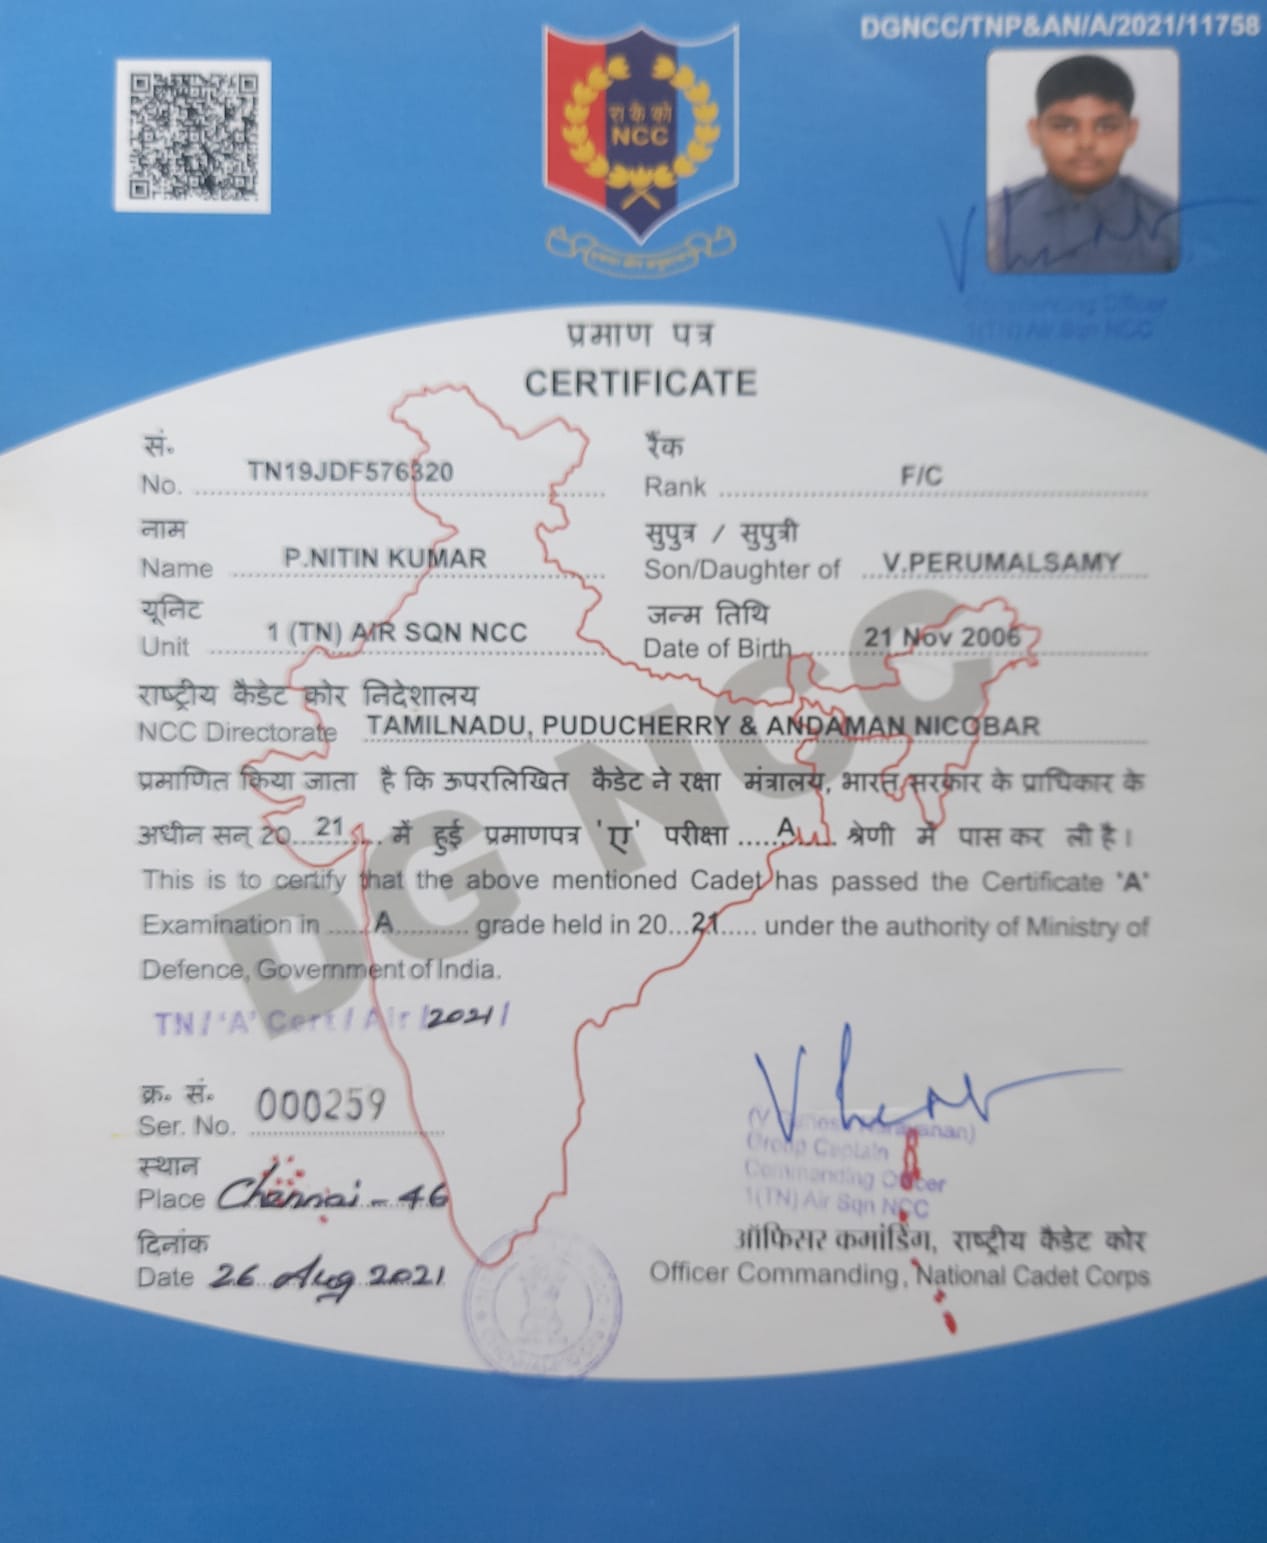 DGNCC/TNP&AN/A/2021/11758
रा कै को
NCC
Commanding Officer
1(TN) Air Sqn NCC
प्रमाण पत्र
CERTIFICATE
सं॰
No. TN19JDF576320
रैंक
Rank F/C
नाम
Name P.NITIN KUMAR
सुपुत्र / सुपुत्री
Son/Daughter of V.PERUMALSAMY
यूनिट
Unit 1 (TN) AIR SQN NCC
जन्म तिथि
Date of Birth 21 Nov 2006
राष्ट्रीय कैडेट कोर निदेशालय
NCC Directorate TAMILNADU, PUDUCHERRY & ANDAMAN NICOBAR
प्रमाणित किया जाता है कि ऊपरलिखित कैडेट ने रक्षा मंत्रालय, भारत सरकार के प्राधिकार के
अधीन सन् 20...21... में हुई प्रमाणपत्र 'ए' परीक्षा .....A..... श्रेणी में पास कर ली है।
This is to certify that the above mentioned Cadet has passed the Certificate 'A'
Examination in .....A......... grade held in 20...21..... under the authority of Ministry of
Defence, Government of India.
DG NCC
TN/'A' Cert/Air/2021/
क्र॰ सं॰
Ser. No. 000259
स्थान
Place Chennai-46
दिनांक
Date 26 Aug 2021
Group Captain
Commanding Officer
1(TN) Air Sqn NCC
ऑफिसर कमांडिंग, राष्ट्रीय कैडेट कोर
Officer Commanding, National Cadet Corps